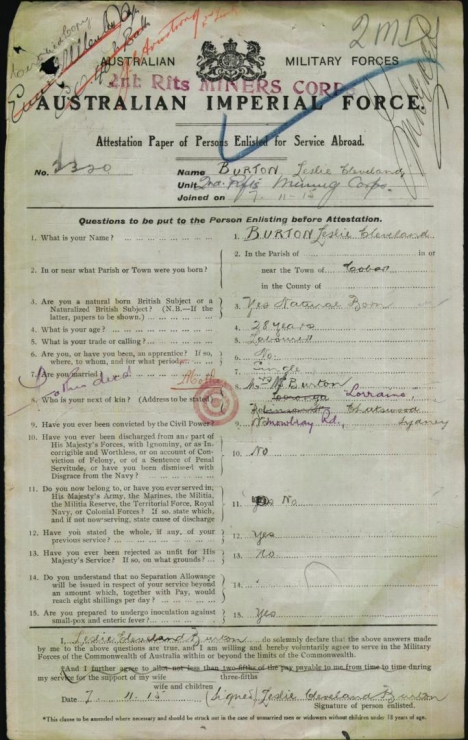 Certified Copy
2 MD
AUSTRALIAN MILITARY FORCES
2nd Rfts MINERS CORPS
AUSTRALIAN IMPERIAL FORCE.
Attestation Paper of Persons Enlisted for Service Abroad.
No. 2320 Name BURTON Leslie Cleveland
Unit 2nd Rfts Mining Corps
Joined on 7. 11. 15
Questions to be put to the Person Enlisting before Attestation.
1. What is your Name? 1. BURTON Leslie Cleveland
2. In or near what Parish or Town were you born? 2. In the Parish of in or
near the Town of Cobar
in the County of
3. Are you a natural born British Subject or a
Naturalized British Subject? (N.B.—If the
latter, papers to be shown.) 3. Yes Natural Born
4. What is your age? 4. 28 years
5. What is your trade or calling? 5. Labourer
6. Are you, or have you been, an apprentice? If so,
where, to whom, and for what period? 6. No
7. Are you married? 7. Single
Father dead
Mother
8. Who is your next of kin? (Address to be stated) 8. Mrs M Burton
"Lorraine"
Chatswood
Mowbray Rd, Sydney
9. Have you ever been convicted by the Civil Power? 9. No
10. Have you ever been discharged from any part of
His Majesty's Forces, with Ignominy, or as In-
corrigible and Worthless, or on account of Con-
viction of Felony, or of a Sentence of Penal
Servitude, or have you been dismissed with
Disgrace from the Navy? 10. No
11. Do you now belong to, or have you ever served in,
His Majesty's Army, the Marines, the Militia,
the Militia Reserve, the Territorial Force, Royal
Navy, or Colonial Forces? If so, state which,
and if not now serving, state cause of discharge 11. No
12. Have you stated the whole, if any, of your
previous service? 12. Yes
13. Have you ever been rejected as unfit for His
Majesty's Service? If so, on what grounds? 13. No
14. Do you understand that no Separation Allowance
will be issued in respect of your service beyond
an amount which, together with Pay, would
reach eight shillings per day? 14.
15. Are you prepared to undergo inoculation against
small-pox and enteric fever? 15. Yes
I, Leslie Cleveland Burton do solemnly declare that the above answers made
by me to the above questions are true, and I am willing and hereby voluntarily agree to serve in the Military
Forces of the Commonwealth of Australia within or beyond the limits of the Commonwealth.
*And I further agree to allot not less than two-fifths of the pay payable to me from time to time during
my service for the support of my wife three-fifths
wife and children
Date 7 11. 15 (Signed) Leslie Cleveland Burton
Signature of person enlisted.
*This clause to be amended where necessary and should be struck out in the case of unmarried men or widowers without children under 18 years of age.